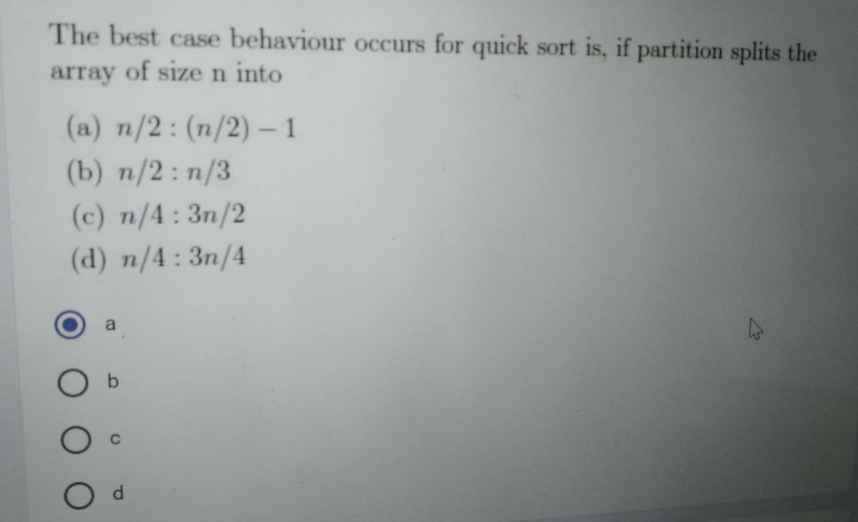 The best case behaviour occurs for quick sort is, if partition splits the
array of size n into
(a) n/2 : (n/2) − 1
(b) n/2 : n/3
(c) n/4 : 3n/2
(d) n/4 : 3n/4
a
b
c
d